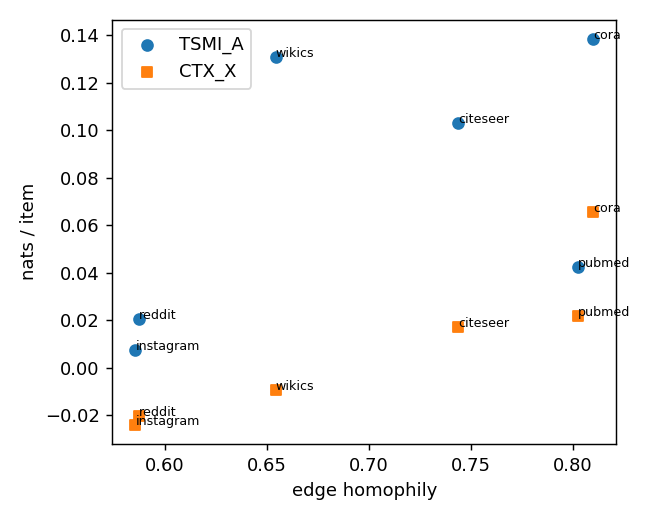 TSMI_A
CTX_X
wikics
cora
citeseer
cora
pubmed
reddit
pubmed
citeseer
instagram
wikics
reddit
instagram
0.14
0.12
0.10
0.08
0.06
0.04
0.02
0.00
−0.02
nats / item
0.60
0.65
0.70
0.75
0.80
edge homophily